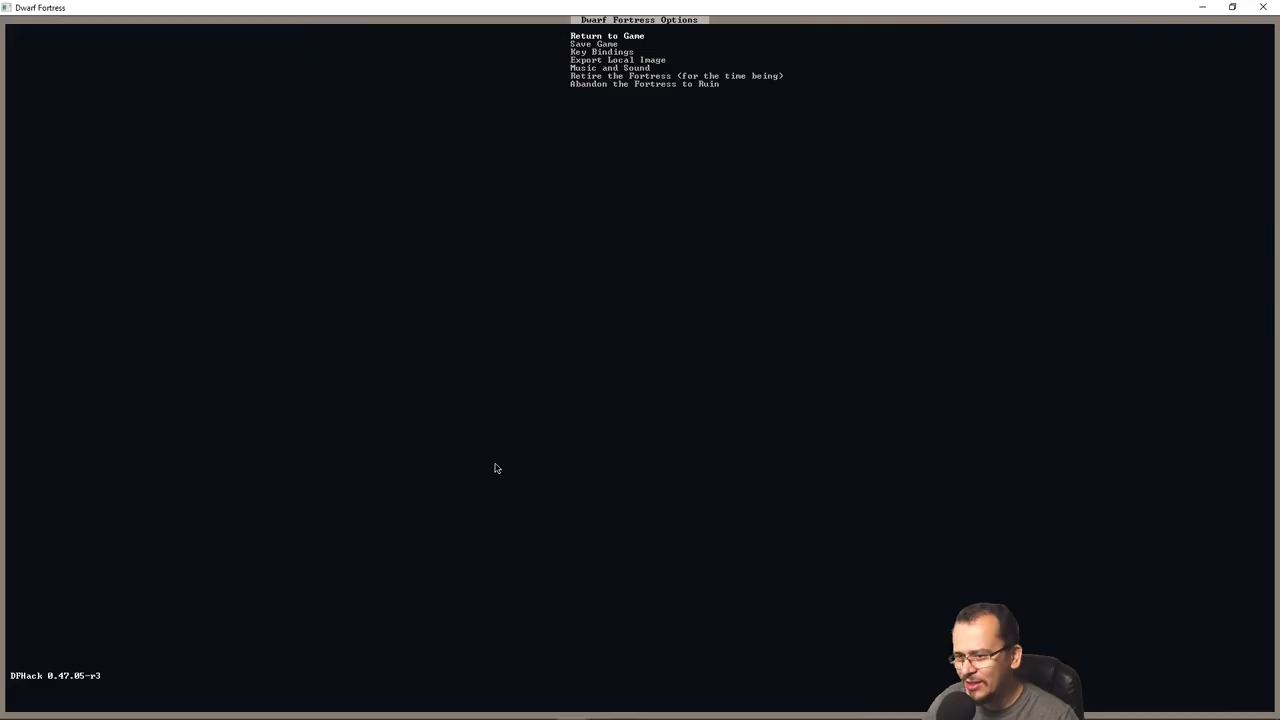 Dwarf Fortress
Dwarf Fortress Options
Return to Game
Save Game
Key Bindings
Export Local Image
Music and Sound
Retire the Fortress (for the time being)
Abandon the Fortress to Ruin
DFHack 0.47.05-r3